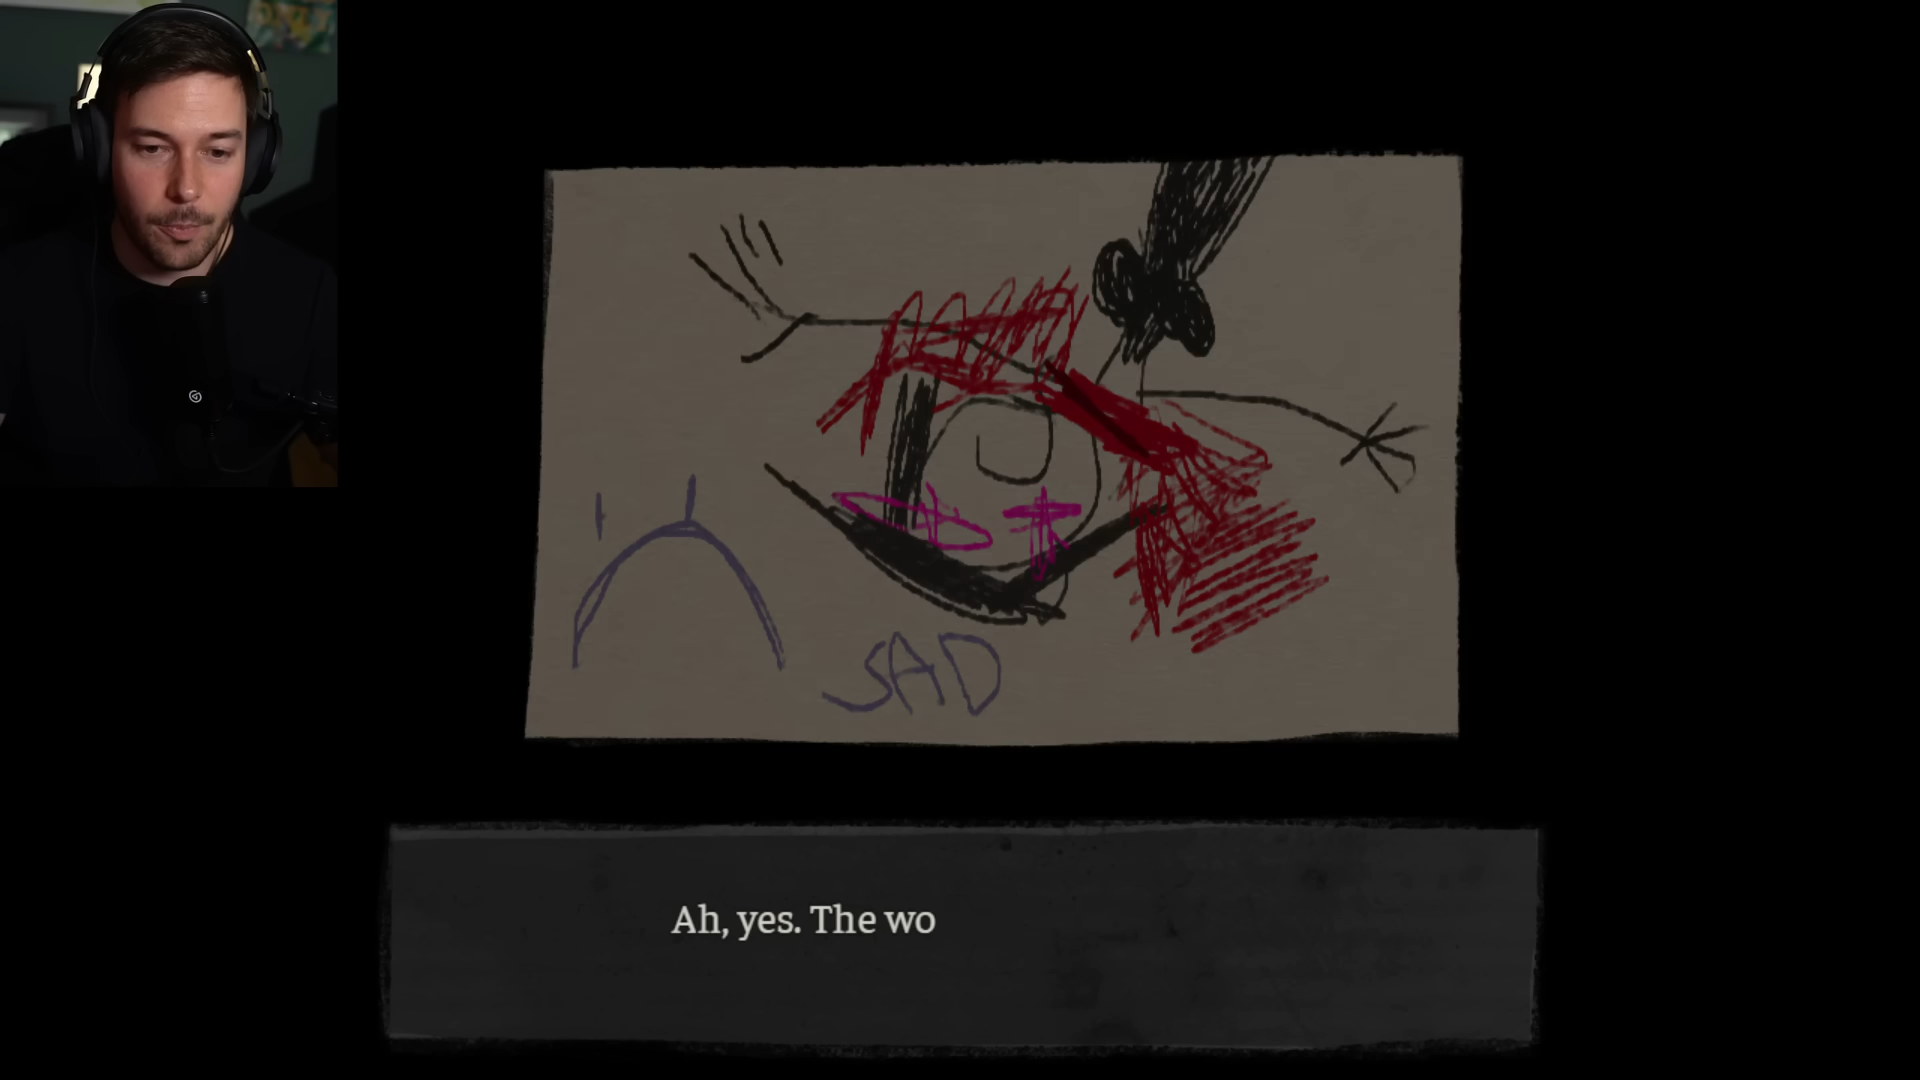 SAD
Ah, yes. The wo